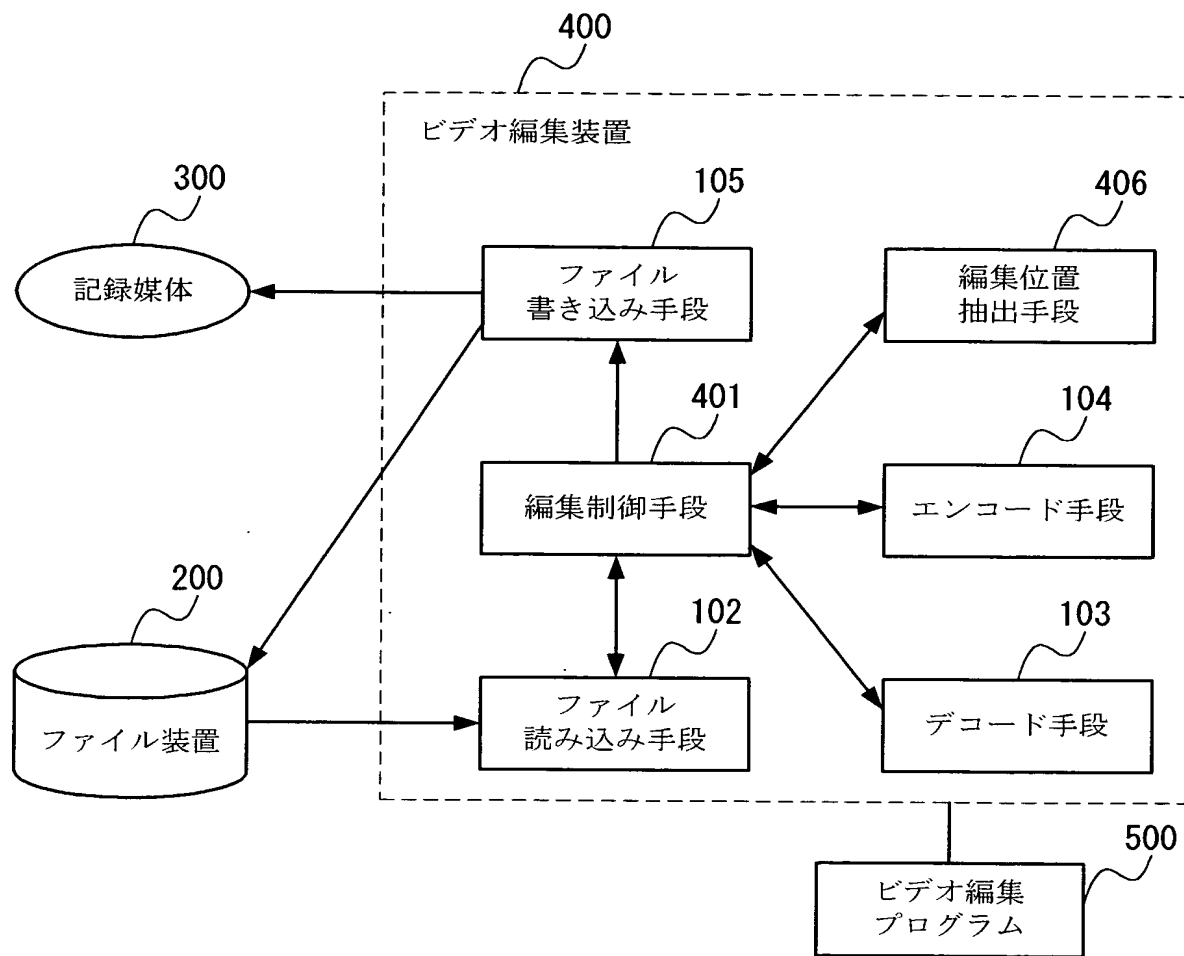 400
ビデオ編集装置
300
105
406
記録媒体
ファイル
書き込み手段
編集位置
抽出手段
401
104
編集制御手段
エンコード手段
200
102
103
ファイル装置
ファイル
読み込み手段
デコード手段
500
ビデオ編集
プログラム